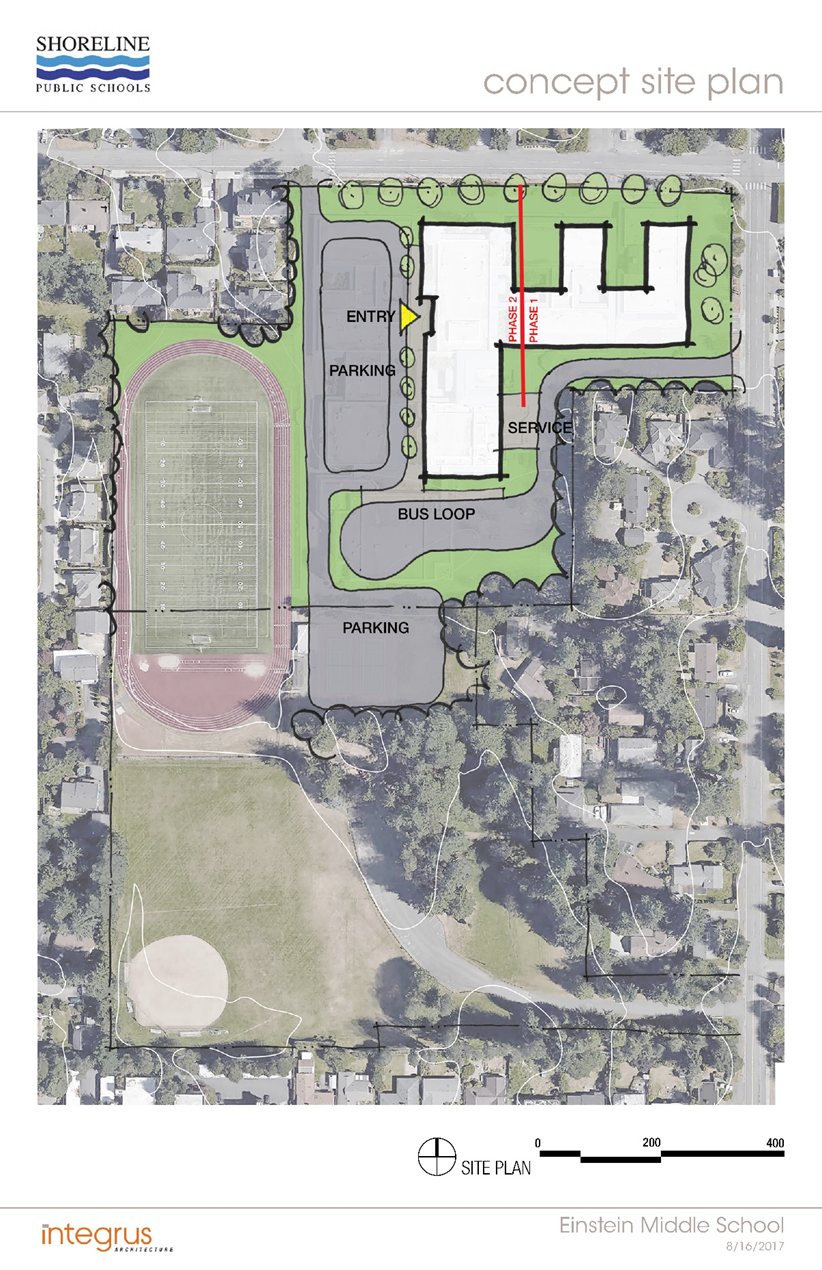 SHORELINE
PUBLIC SCHOOLS
concept site plan
PHASE 2
PHASE 1
ENTRY
PARKING
SERVICE
BUS LOOP
PARKING
SITE PLAN
0 200 400
integrus
ARCHITECTURE
Einstein Middle School
8/16/2017